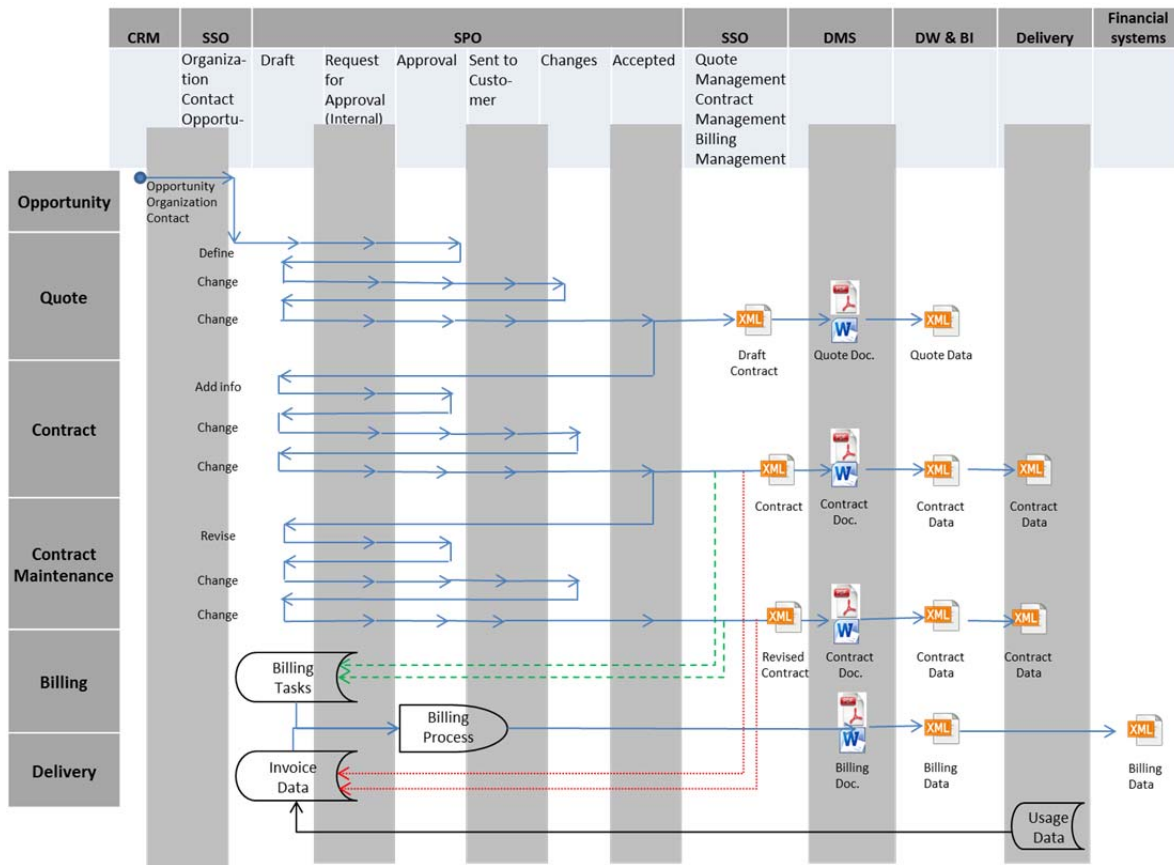 Financial
systems
CRM
SSO
SPO
SSO
DMS
DW & BI
Delivery
Organiza-
tion
Contact
Opportu-
Draft
Request
for
Approval
(Internal)
Approval
Sent to
Custo-
mer
Changes
Accepted
Quote
Management
Contract
Management
Billing
Management
Opportunity
Opportunity
Organization
Contact
Quote
Define
Change
Change
XML
Draft
Contract
PDF
W
Quote Doc.
XML
Quote Data
Contract
Add info
Change
Change
XML
Contract
PDF
W
Contract
Doc.
XML
Contract
Data
XML
Contract
Data
Contract
Maintenance
Revise
Change
Change
XML
Revised
Contract
PDF
W
Contract
Doc.
XML
Contract
Data
XML
Contract
Data
Billing
Billing
Tasks
Billing
Process
PDF
W
Billing
Doc.
XML
Billing
Data
XML
Billing
Data
Delivery
Invoice
Data
Usage
Data